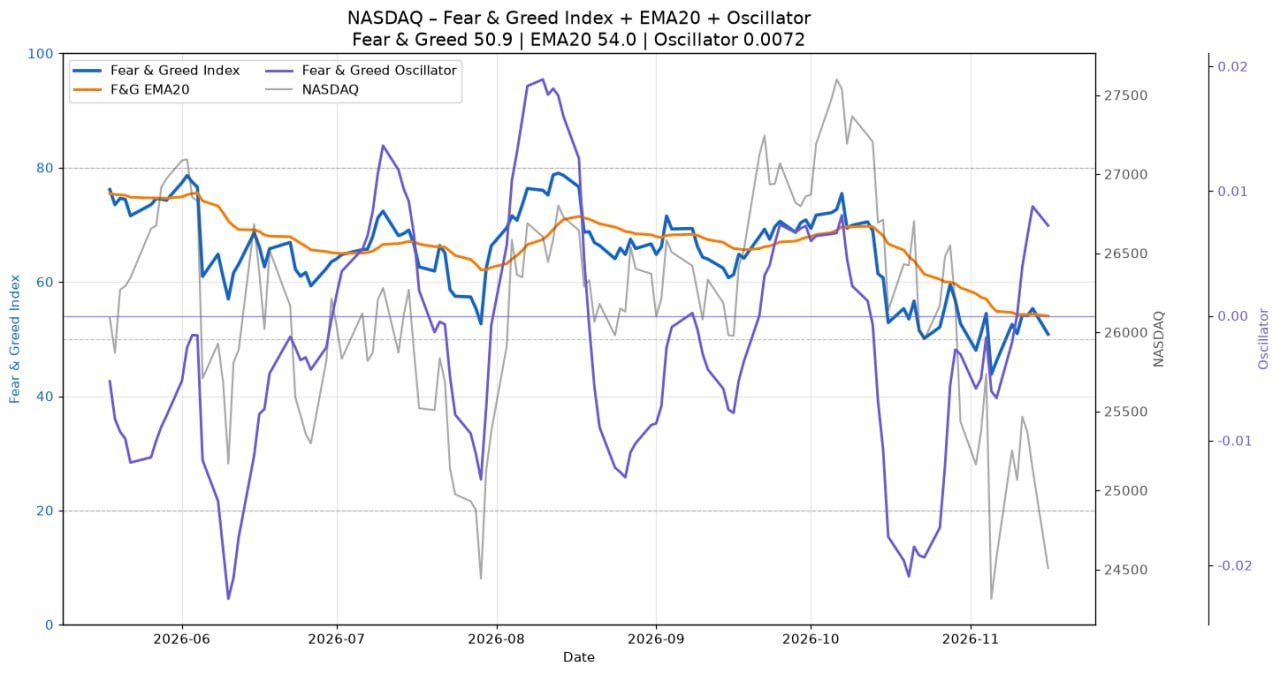 NASDAQ – Fear & Greed Index + EMA20 + Oscillator
Fear & Greed 50.9 | EMA20 54.0 | Oscillator 0.0072
Fear & Greed Index
F&G EMA20
Fear & Greed Oscillator
NASDAQ
100
80
60
40
20
0
Fear & Greed Index
27500
27000
26500
26000
25500
25000
24500
NASDAQ
0.02
0.01
0.00
-0.01
-0.02
Oscillator
2026-06
2026-07
2026-08
2026-09
2026-10
2026-11
Date